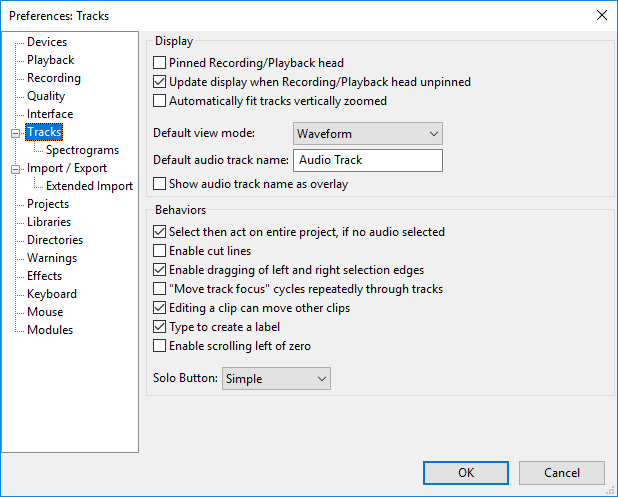 Preferences: Tracks
Devices
Playback
Recording
Quality
Interface
Tracks
Spectrograms
Import / Export
Extended Import
Projects
Libraries
Directories
Warnings
Effects
Keyboard
Mouse
Modules
Display
Pinned Recording/Playback head
Update display when Recording/Playback head unpinned
Automatically fit tracks vertically zoomed
Default view mode: Waveform
Default audio track name: Audio Track
Show audio track name as overlay
Behaviors
Select then act on entire project, if no audio selected
Enable cut lines
Enable dragging of left and right selection edges
"Move track focus" cycles repeatedly through tracks
Editing a clip can move other clips
Type to create a label
Enable scrolling left of zero
Solo Button: Simple
OK Cancel